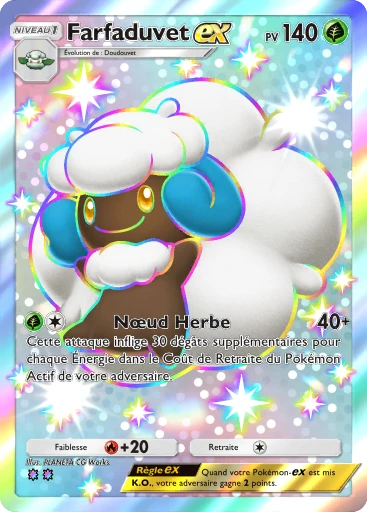 NIVEAU 1 Farfaduvet ex PV 140
Évolution de : Doudouvet
Nœud Herbe 40+
Cette attaque inflige 30 dégâts supplémentaires pour
chaque Énergie dans le Coût de Retraite du Pokémon
Actif de votre adversaire.
Faiblesse +20 Retraite
Illus. PLANETA CG Works
Règle ex Quand votre Pokémon-ex est mis
K.O., votre adversaire gagne 2 points.